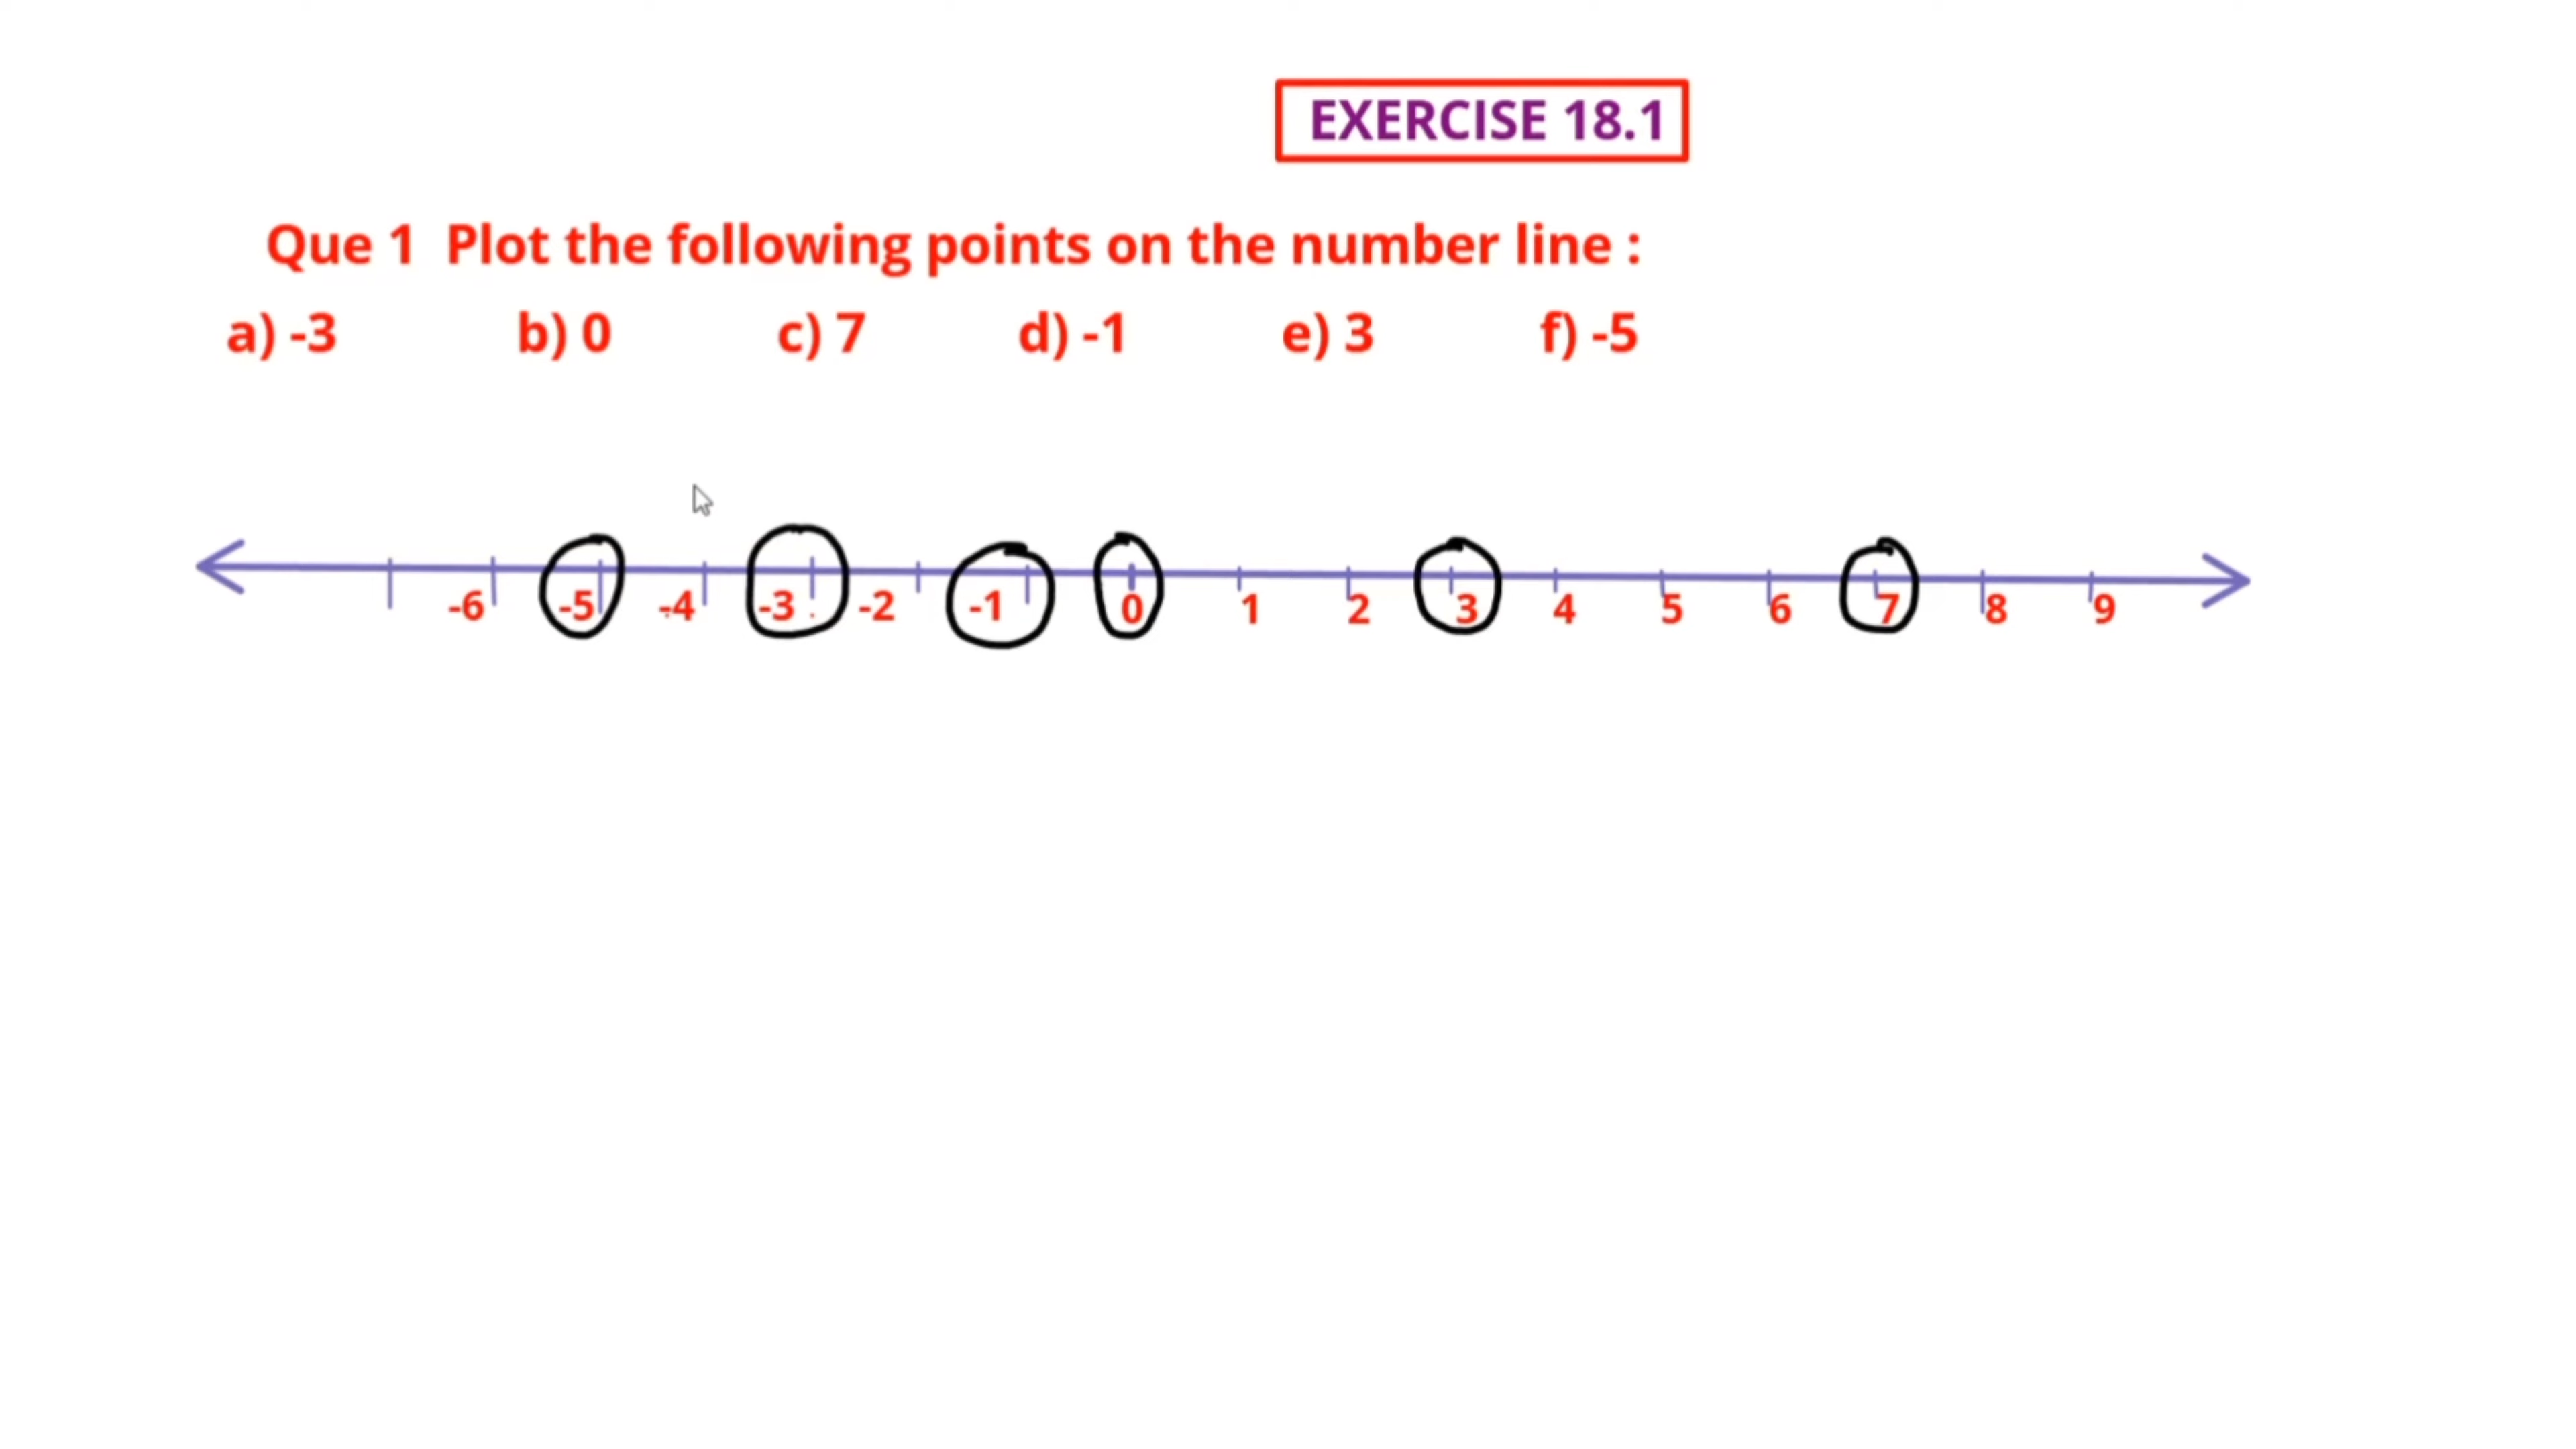 EXERCISE 18.1
Que 1 Plot the following points on the number line :
a) -3 b) 0 c) 7 d) -1 e) 3 f) -5
-6 -5 -4 -3 -2 -1 0 1 2 3 4 5 6 7 8 9